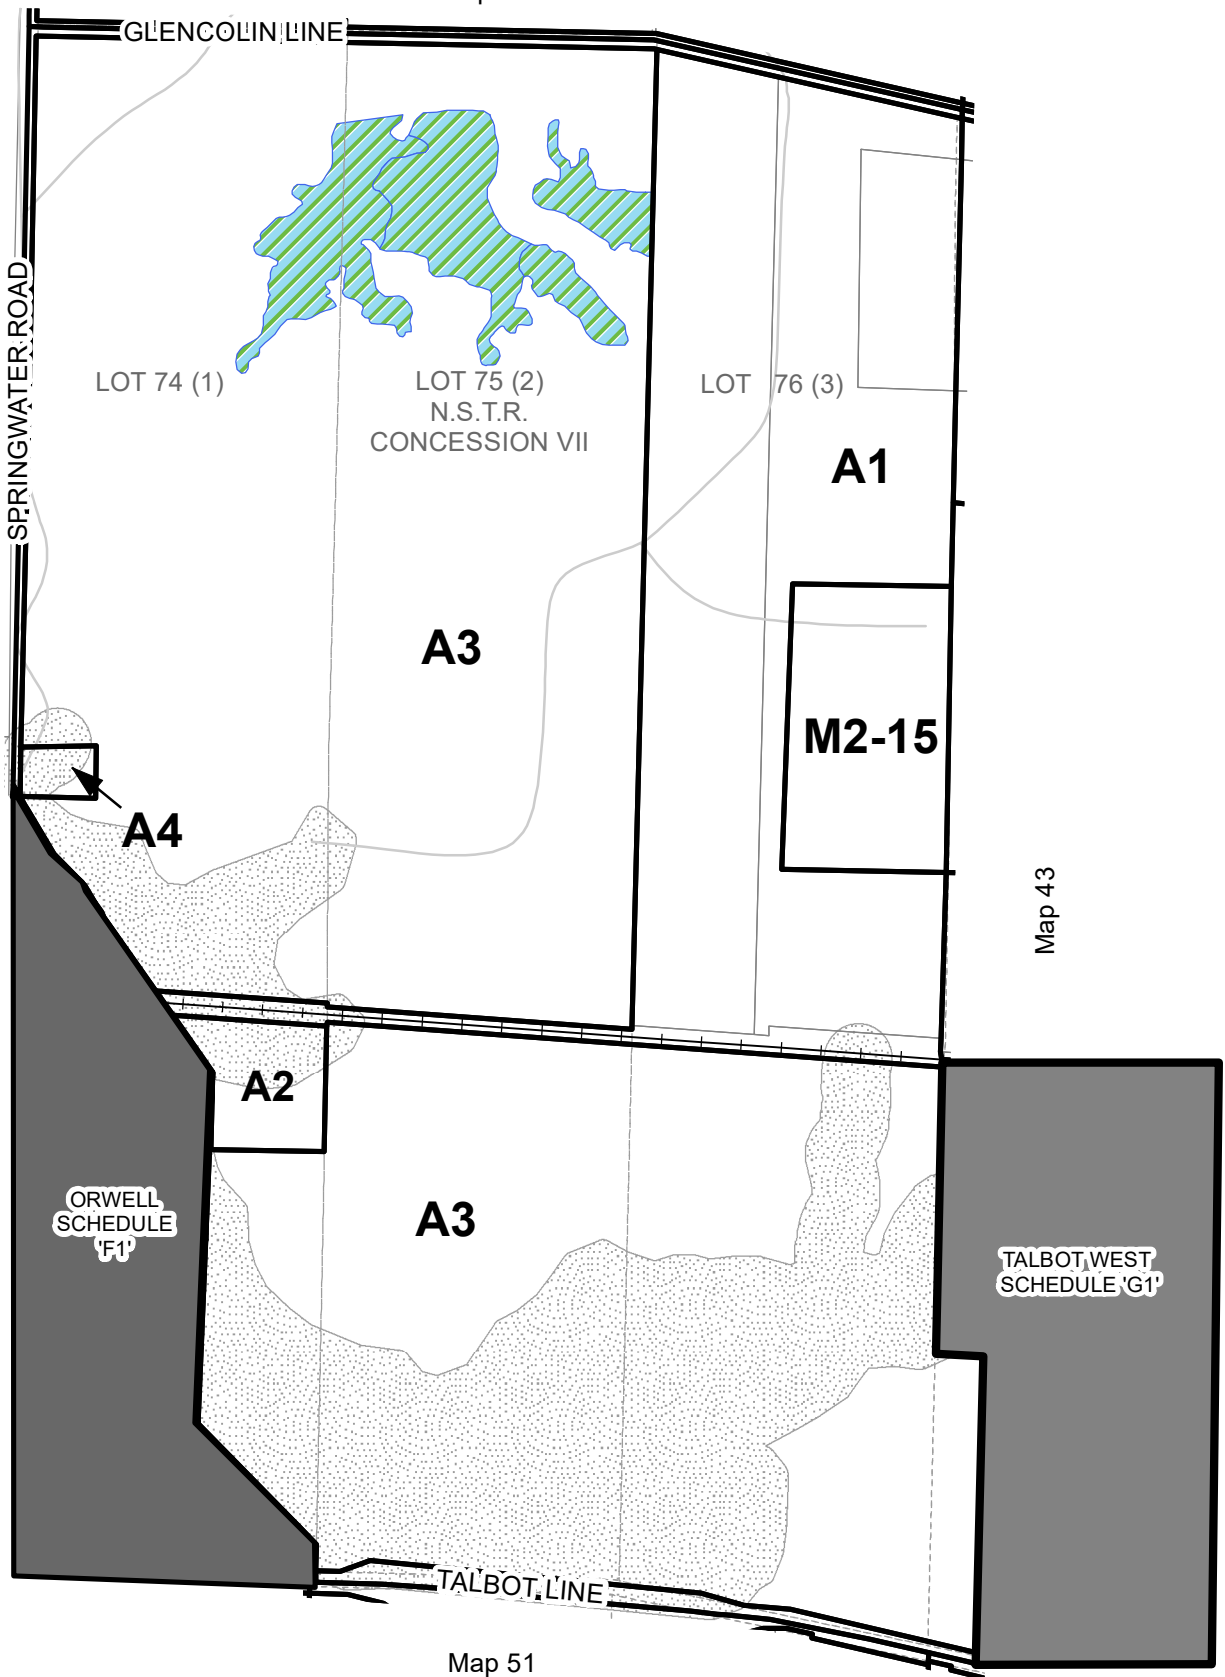 GLENCOLIN LINE
SPRINGWATER ROAD
LOT 74 (1)
LOT 75 (2)
N.S.T.R.
CONCESSION VII
LOT 76 (3)
A1
A3
M2-15
A4
Map 43
A2
A3
ORWELL
SCHEDULE
'F1'
TALBOT WEST
SCHEDULE 'G1'
TALBOT LINE
Map 51